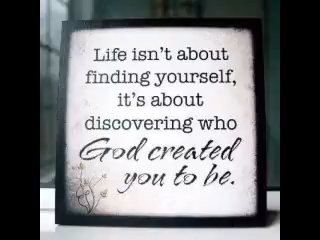 Life isn't about
finding yourself,
it's about
discovering who
God created
you to be.